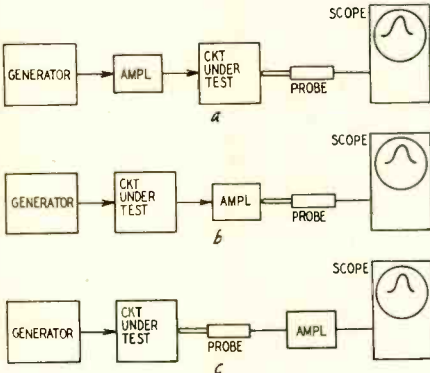 SCOPE
GENERATOR
AMPL
CKT
UNDER
TEST
PROBE
a
SCOPE
GENERATOR
CKT
UNDER
TEST
AMPL
PROBE
b
SCOPE
GENERATOR
CKT
UNDER
TEST
PROBE
AMPL
c